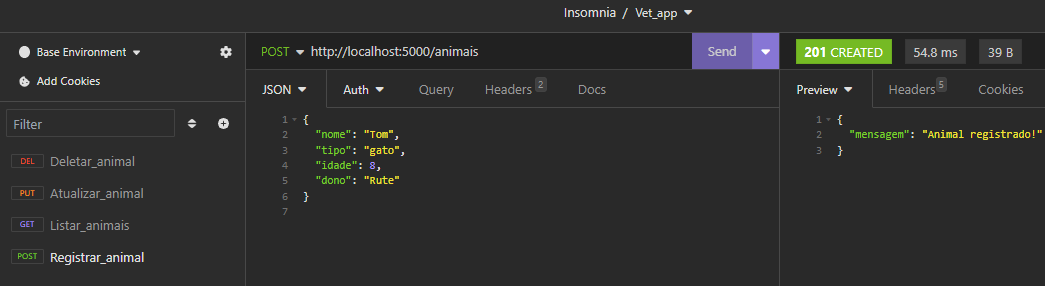 Insomnia / Vet_app
Base Environment
Add Cookies
Filter
DEL Deletar_animal
PUT Atualizar_animal
GET Listar_animais
POST Registrar_animal
POST http://localhost:5000/animais Send
JSON Auth Query Headers 2 Docs
1 {
2 "nome": "Tom",
3 "tipo": "gato",
4 "idade": 8,
5 "dono": "Rute"
6 }
7
201 CREATED 54.8 ms 39 B
Preview Headers 5 Cookies
1 {
2 "mensagem": "Animal registrado!"
3 }